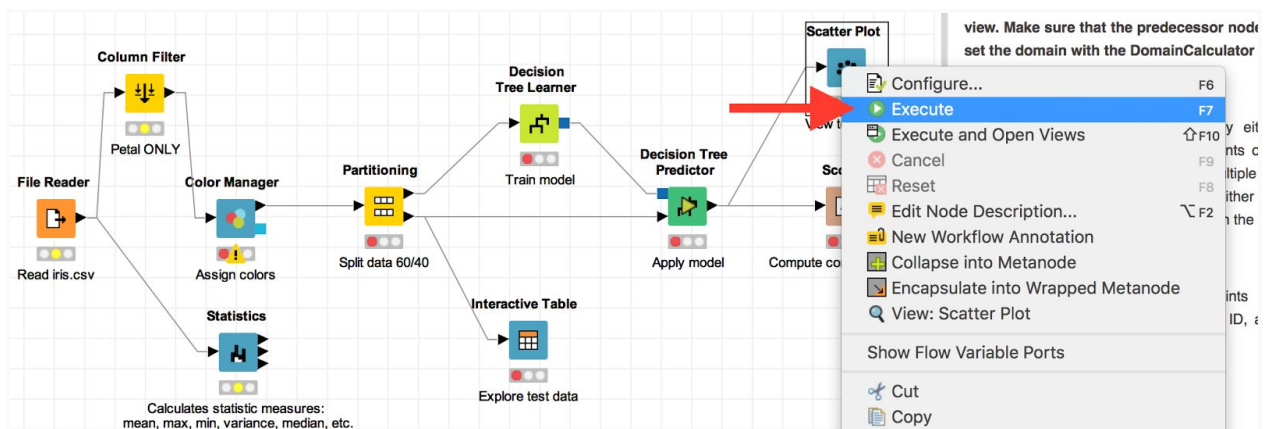 Scatter Plot
view. Make sure that the predecessor node
set the domain with the DomainCalculator
Column Filter
Decision
Tree Learner
Configure... F6
Execute F7
Execute and Open Views ⇧F10
Cancel F9
Reset F8
Edit Node Description... ⌥F2
New Workflow Annotation
Collapse into Metanode
Encapsulate into Wrapped Metanode
View: Scatter Plot
Show Flow Variable Ports
Cut
Copy
Petal ONLY
Train model
File Reader
Color Manager
Partitioning
Decision Tree
Predictor
Read iris.csv
Assign colors
Split data 60/40
Apply model
Compute
Statistics
Interactive Table
Explore test data
Calculates statistic measures:
mean, max, min, variance, median, etc.
ID,